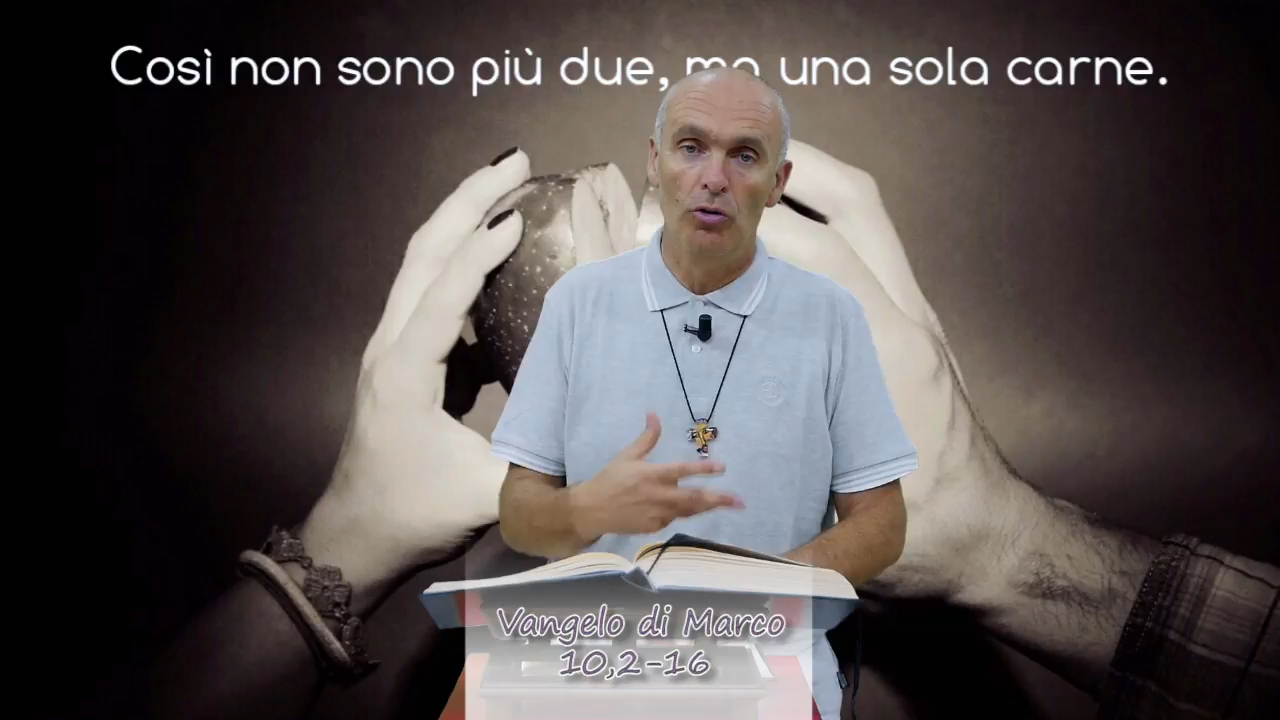 Così non sono più due, ma una sola carne.
Vangelo di Marco
10,2-16